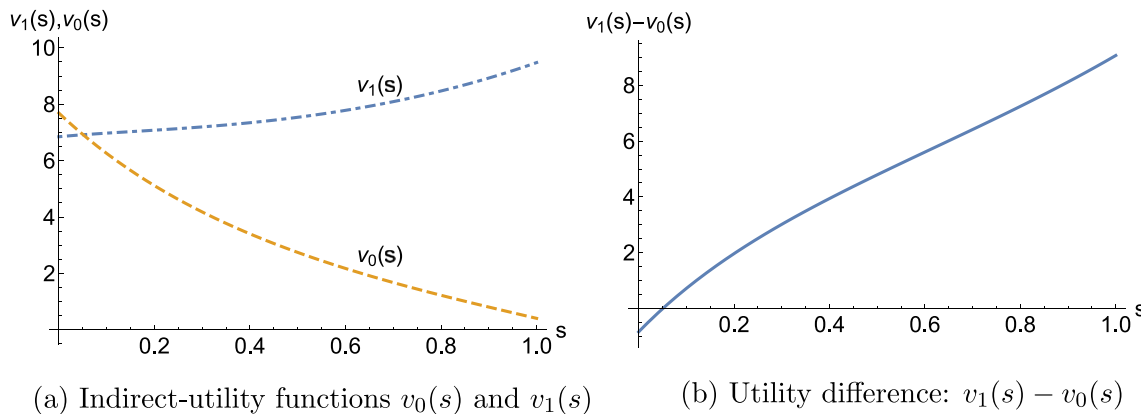 v₁(s),v₀(s)
10
8
6
4
2
0.2 0.4 0.6 0.8 1.0 s
v₁(s)
v₀(s)
(a) Indirect-utility functions v₀(s) and v₁(s)
v₁(s)−v₀(s)
8
6
4
2
0.2 0.4 0.6 0.8 1.0 s
(b) Utility difference: v₁(s) − v₀(s)